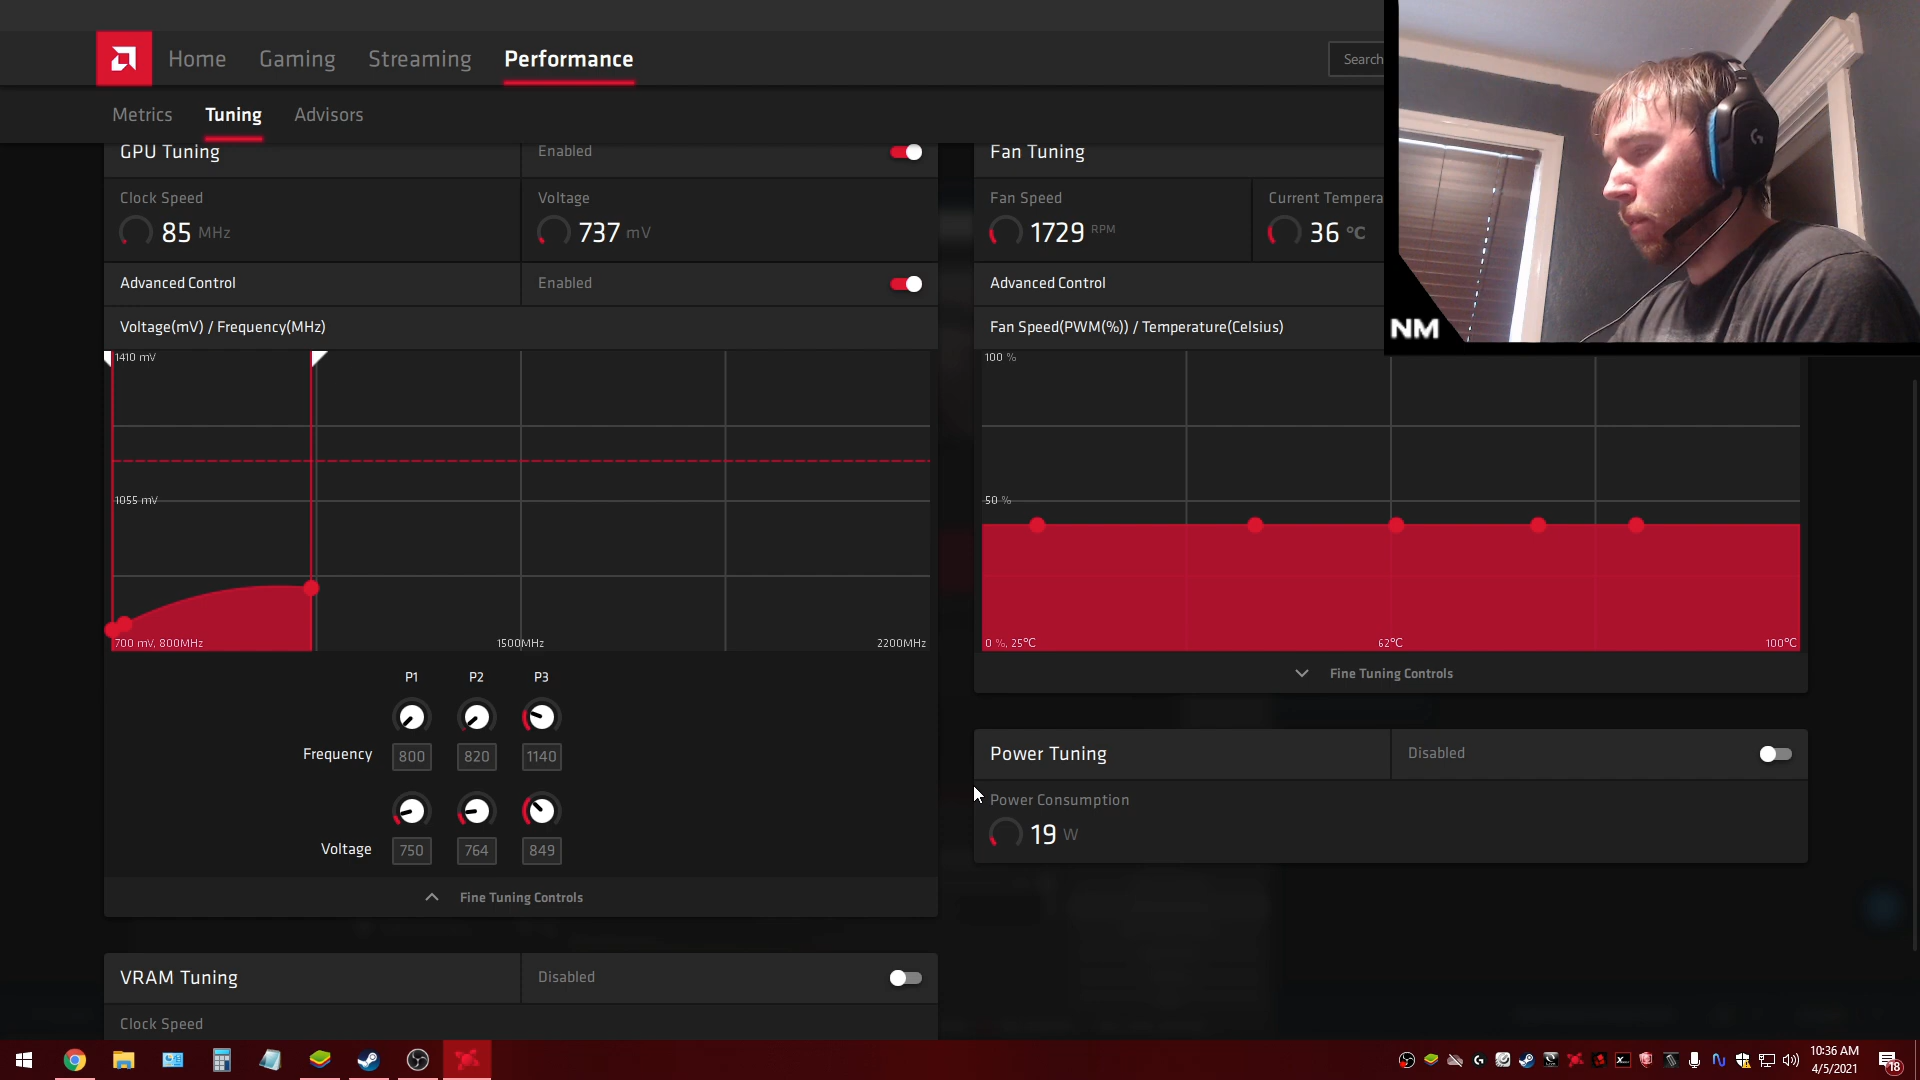 Home Gaming Streaming Performance
Search
Metrics Tuning Advisors
GPU Tuning Enabled
Clock Speed Voltage
85 MHz 737 mV
Advanced Control Enabled
Voltage(mV) / Frequency(MHz)
1410 mV
1055 mV
700 mV, 800MHz 1500MHz 2200MHz
P1 P2 P3
Frequency 800 820 1140
Voltage 750 764 849
Fine Tuning Controls
VRAM Tuning Disabled
Clock Speed
Fan Tuning
Fan Speed Current Tempera
1729 RPM 36 °C
Advanced Control
Fan Speed(PWM(%)) / Temperature(Celsius)
100 %
50 %
0 %, 25°C 62°C 100°C
Fine Tuning Controls
Power Tuning Disabled
Power Consumption
19 W
NM
10:36 AM
4/5/2021
18